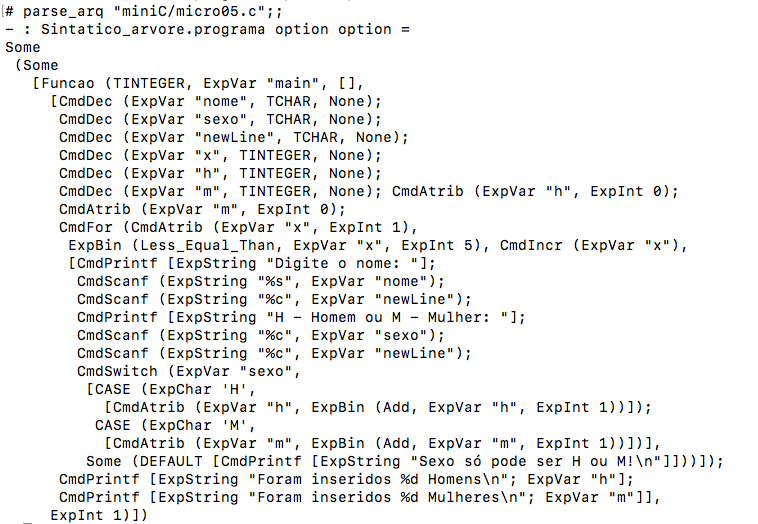 # parse_arq "miniC/micro05.c";;
- : Sintatico_arvore.programa option option =
Some
 (Some
   [Funcao (TINTEGER, ExpVar "main", [],
     [CmdDec (ExpVar "nome", TCHAR, None);
      CmdDec (ExpVar "sexo", TCHAR, None);
      CmdDec (ExpVar "newLine", TCHAR, None);
      CmdDec (ExpVar "x", TINTEGER, None);
      CmdDec (ExpVar "h", TINTEGER, None);
      CmdDec (ExpVar "m", TINTEGER, None); CmdAtrib (ExpVar "h", ExpInt 0);
      CmdAtrib (ExpVar "m", ExpInt 0);
      CmdFor (CmdAtrib (ExpVar "x", ExpInt 1),
       ExpBin (Less_Equal_Than, ExpVar "x", ExpInt 5), CmdIncr (ExpVar "x"),
       [CmdPrintf [ExpString "Digite o nome: "];
        CmdScanf (ExpString "%s", ExpVar "nome");
        CmdScanf (ExpString "%c", ExpVar "newLine");
        CmdPrintf [ExpString "H - Homem ou M - Mulher: "];
        CmdScanf (ExpString "%c", ExpVar "sexo");
        CmdScanf (ExpString "%c", ExpVar "newLine");
        CmdSwitch (ExpVar "sexo",
         [CASE (ExpChar 'H',
           [CmdAtrib (ExpVar "h", ExpBin (Add, ExpVar "h", ExpInt 1))]);
          CASE (ExpChar 'M',
           [CmdAtrib (ExpVar "m", ExpBin (Add, ExpVar "m", ExpInt 1))])],
         Some (DEFAULT [CmdPrintf [ExpString "Sexo só pode ser H ou M!\n"]]))]);
      CmdPrintf [ExpString "Foram inseridos %d Homens\n"; ExpVar "h"];
      CmdPrintf [ExpString "Foram inseridos %d Mulheres\n"; ExpVar "m"]],
     ExpInt 1)])